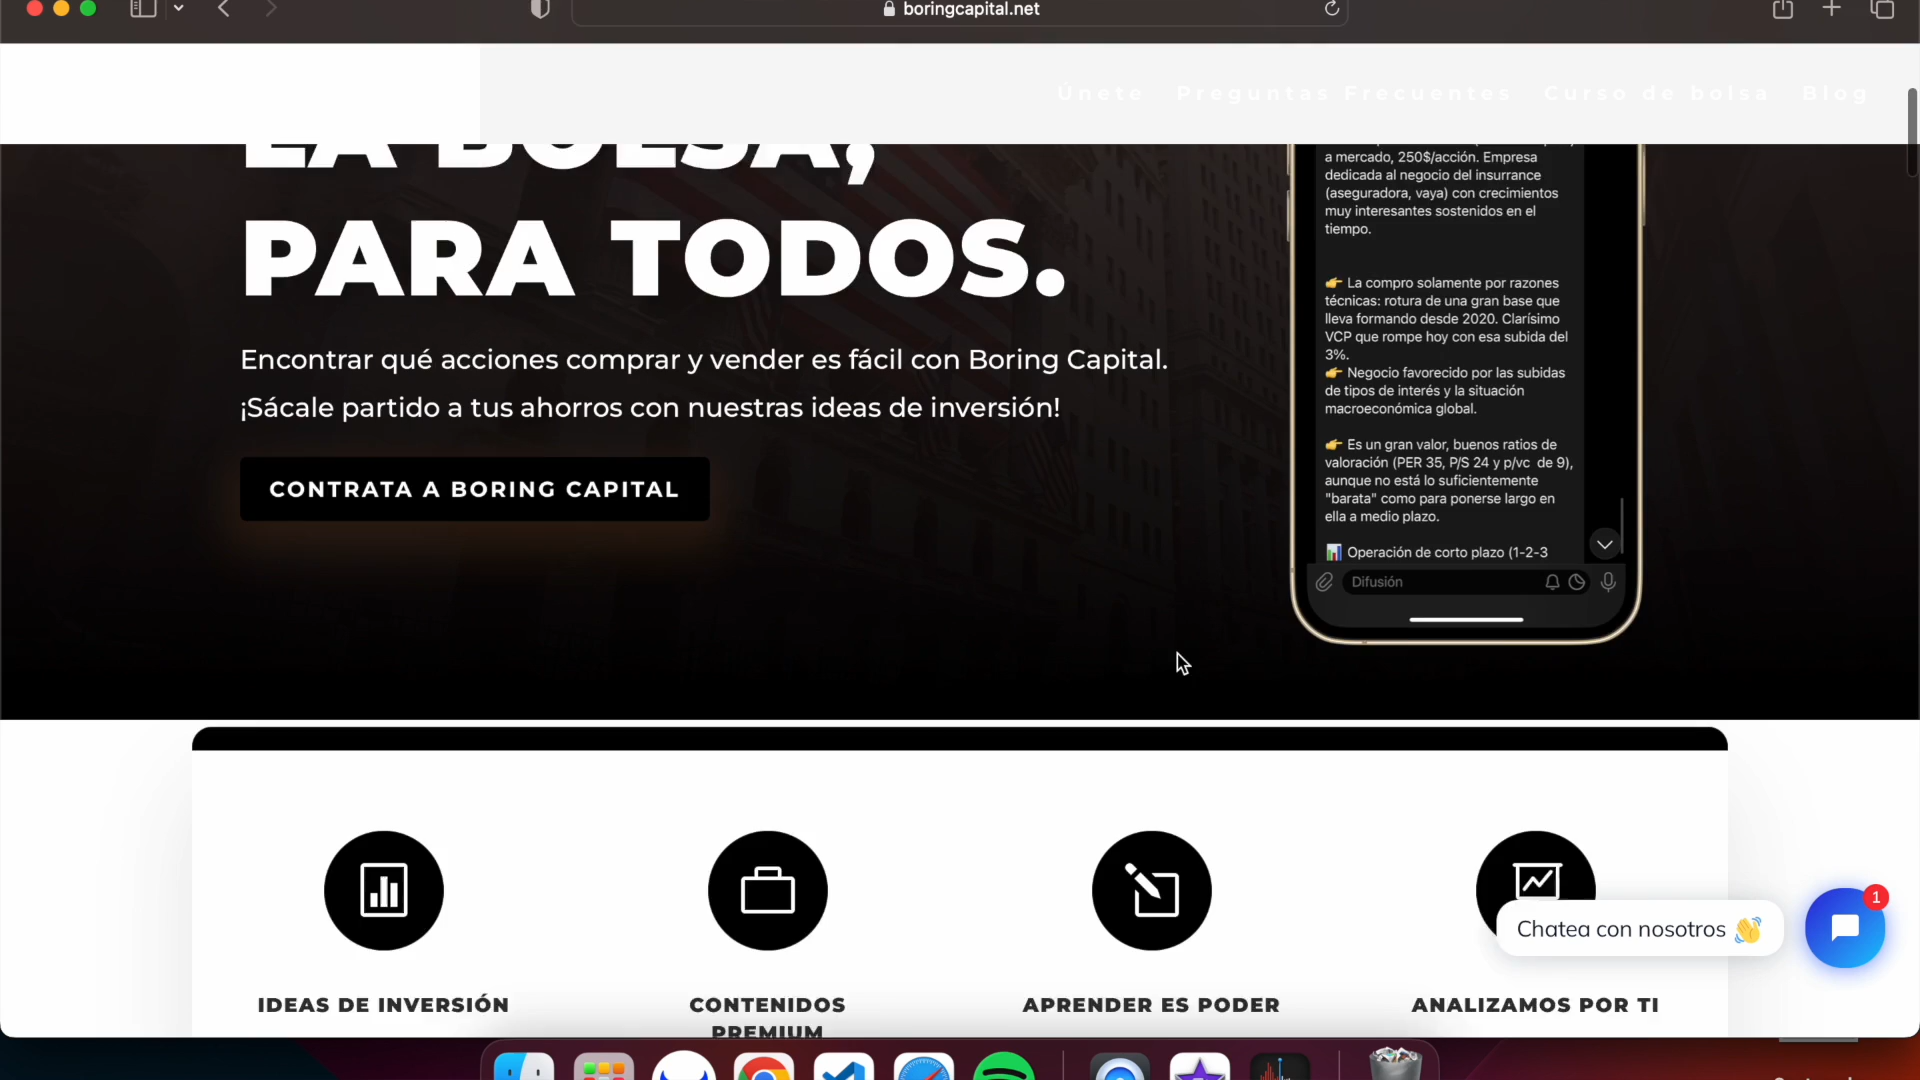 boringcapital.net
Únete Preguntas Frecuentes Curso de bolsa Blog
LA BOLSA,
PARA TODOS.
Encontrar qué acciones comprar y vender es fácil con Boring Capital.
¡Sácale partido a tus ahorros con nuestras ideas de inversión!
CONTRATA A BORING CAPITAL
a mercado, 250$/acción. Empresa
dedicada al negocio del insurrance
(aseguradora, vaya) con crecimientos
muy interesantes sostenidos en el
tiempo.
👉 La compro solamente por razones
técnicas: rotura de una gran base que
lleva formando desde 2020. Clarísimo
VCP que rompe hoy con esa subida del
3%.
👉 Negocio favorecido por las subidas
de tipos de interés y la situación
macroeconómica global.
👉 Es un gran valor, buenos ratios de
valoración (PER 35, P/S 24 y p/vc de 9),
aunque no está lo suficientemente
"barata" como para ponerse largo en
ella a medio plazo.
📊 Operación de corto plazo (1-2-3
Difusión
IDEAS DE INVERSIÓN
CONTENIDOS
PREMIUM
APRENDER ES PODER
ANALIZAMOS POR TI
Chatea con nosotros 👋
1